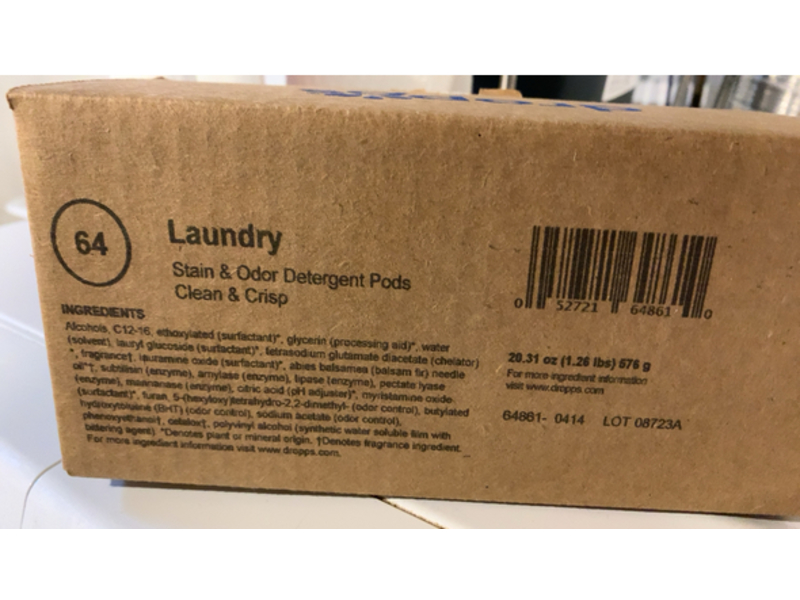 dropps
64
Laundry
Stain & Odor Detergent Pods
Clean & Crisp
INGREDIENTS
Alcohols, C12-16, ethoxylated (surfactant)*, glycerin (processing aid)*, water
(solvent), lauryl glucoside (surfactant)*, tetrasodium glutamate diacetate (chelator)
*, fragrance†, lauramine oxide (surfactant)*, abies balsamea (balsam fir) needle
oil*†, subtilisin (enzyme), amylase (enzyme), lipase (enzyme), pectate lyase
(enzyme), mannanase (enzyme), citric acid (pH adjuster)*, myristamine oxide
(surfactant)*, furan, 5-(hexyloxy)tetrahydro-2,2-dimethyl- (odor control), butylated
hydroxytoluene (BHT) (odor control), sodium acetate (odor control),
phenoxyethanol†, cetalox†, polyvinyl alcohol (synthetic water soluble film with
bittering agent). *Denotes plant or mineral origin. †Denotes fragrance ingredient.
For more ingredient information visit www.dropps.com.
0 52721 64861 0
20.31 oz (1.26 lbs) 576 g
For more ingredient information
visit www.dropps.com
64861- 0414 LOT 08723A